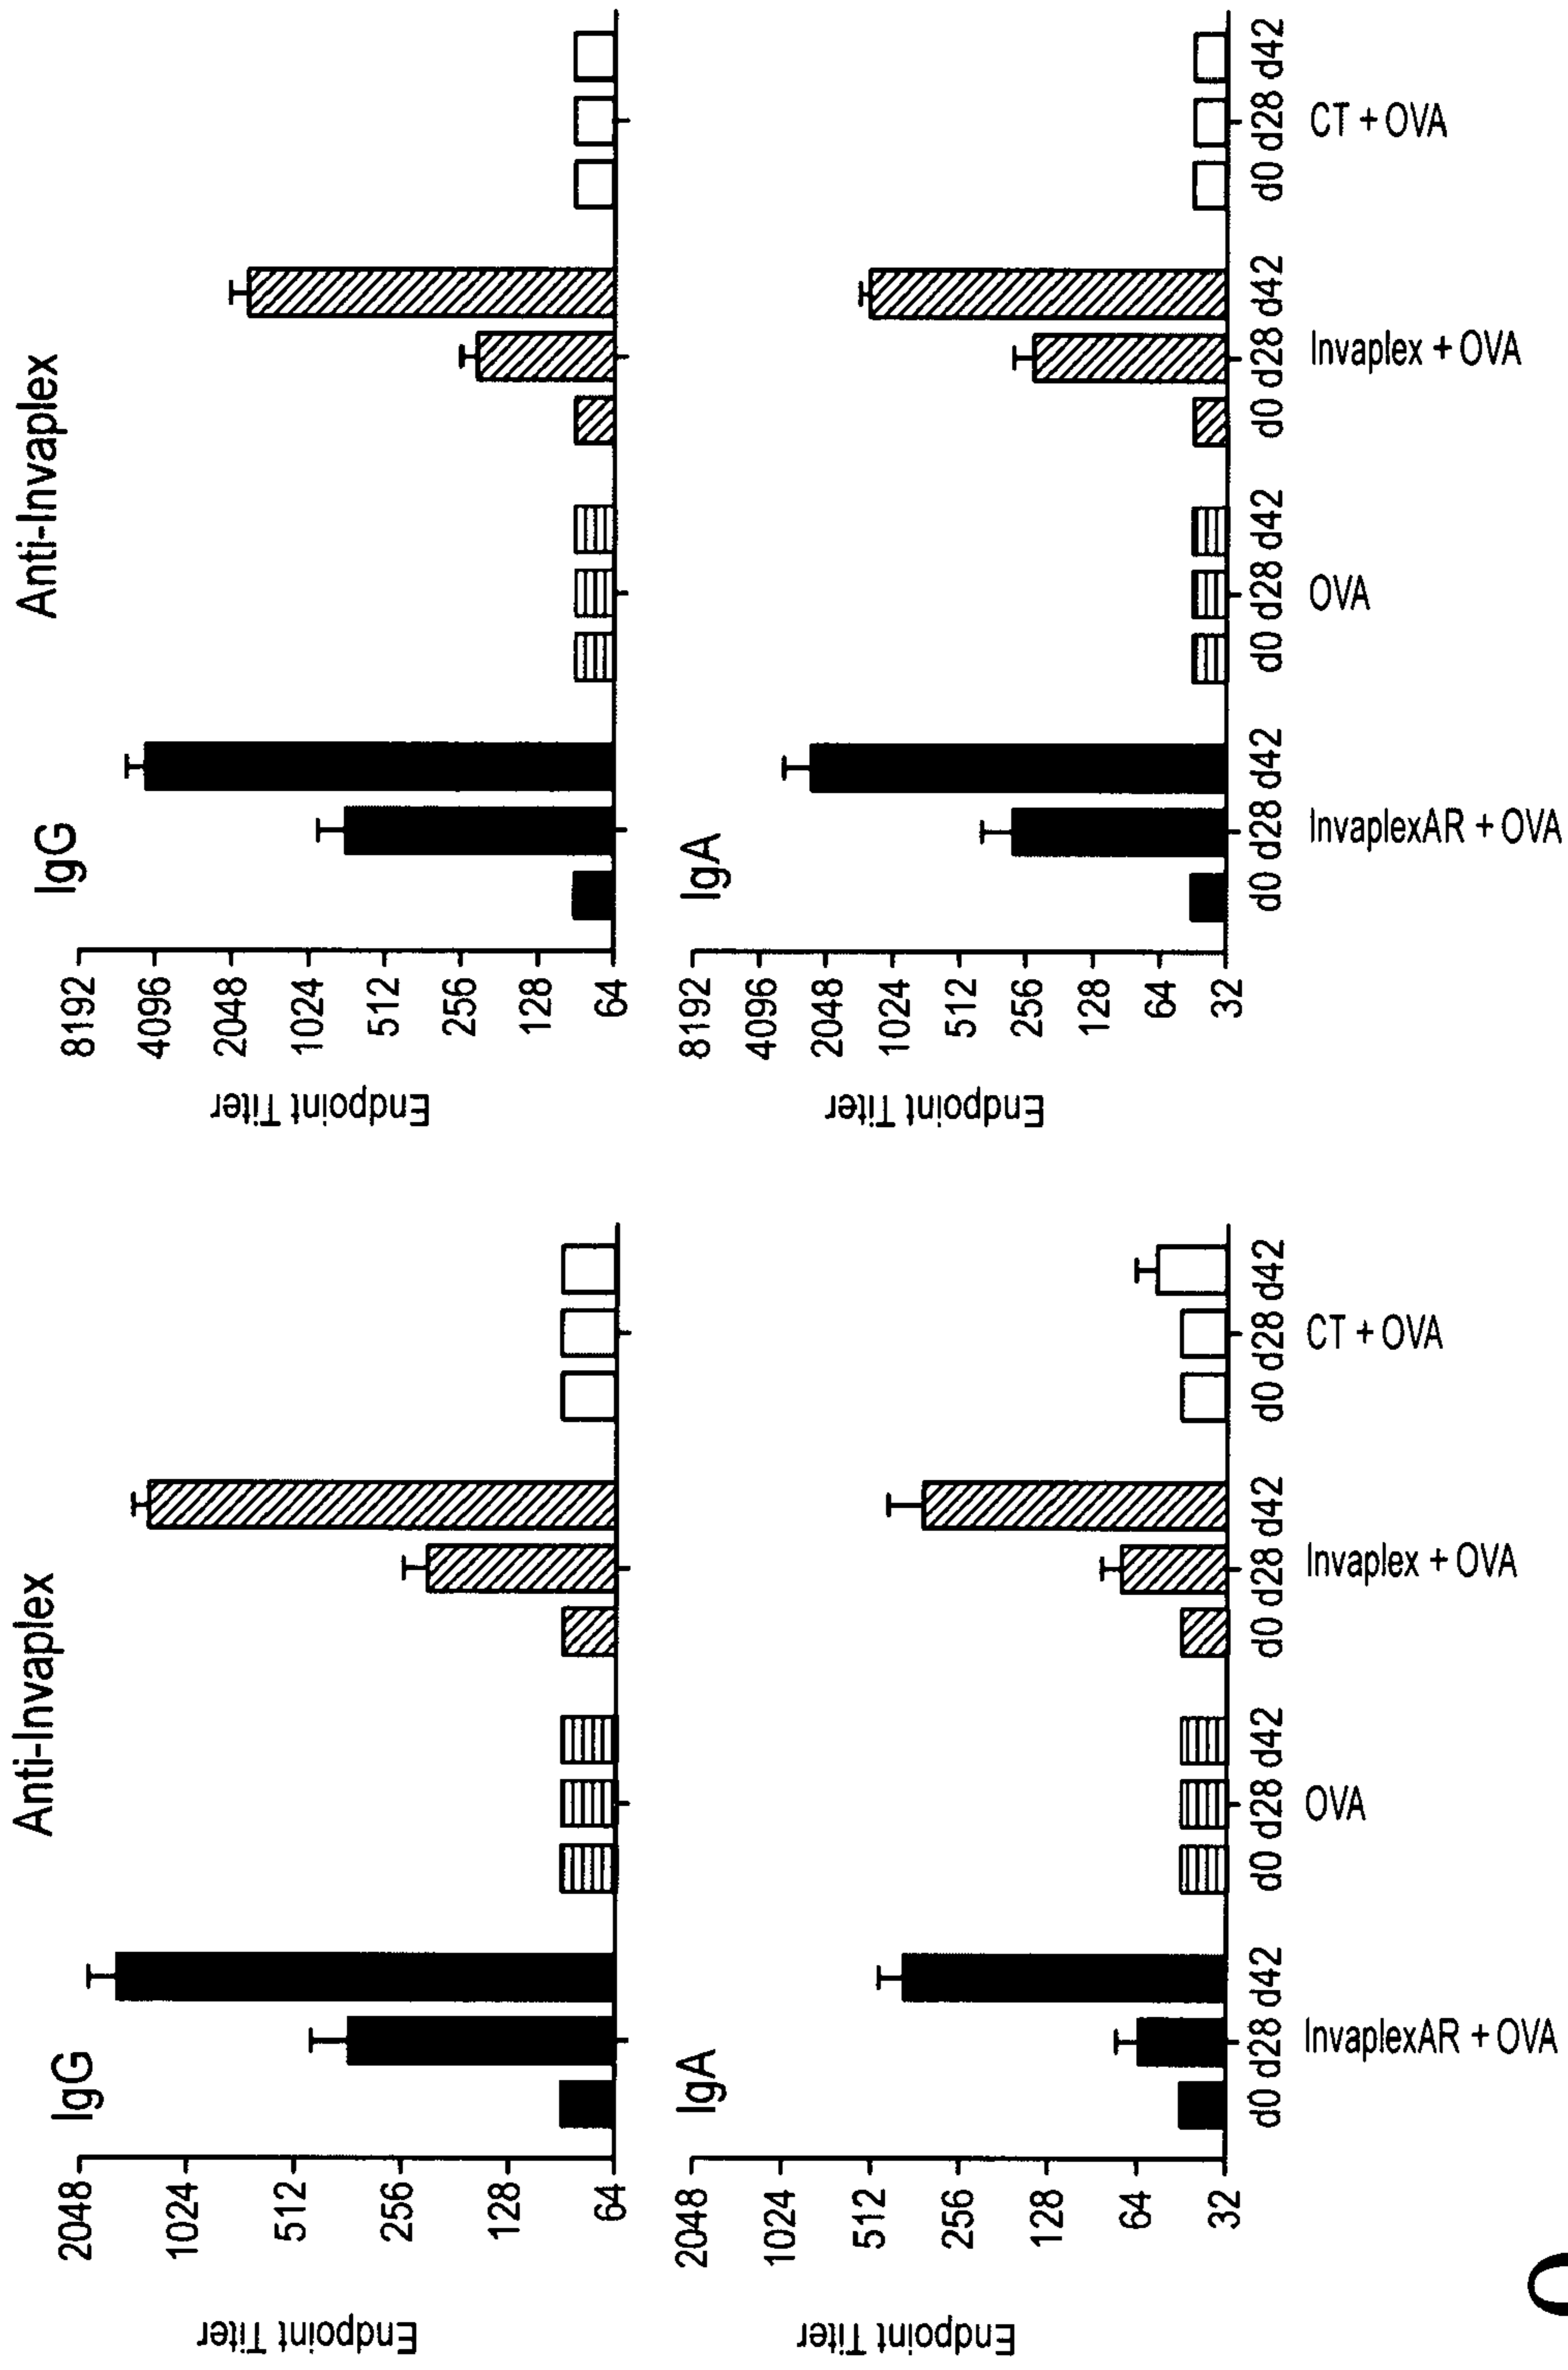 Anti-Invaplex
IgG
Endpoint Titer
2048
1024
512
256
128
64
IgA
Endpoint Titer
2048
1024
512
256
128
64
32
d0 d28 d42 d0 d28 d42 d0 d28 d42 d0 d28 d42
InvaplexAR + OVA OVA Invaplex + OVA CT + OVA
Anti-Invaplex
IgG
Endpoint Titer
8192
4096
2048
1024
512
256
128
64
IgA
Endpoint Titer
8192
4096
2048
1024
512
256
128
64
32
d0 d28 d42 d0 d28 d42 d0 d28 d42 d0 d28 d42
InvaplexAR + OVA OVA Invaplex + OVA CT + OVA